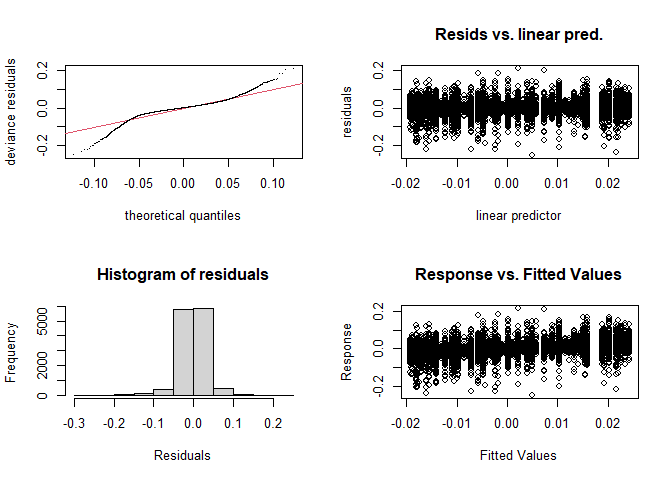 deviance residuals
-0.2 0.0 0.2
-0.10 -0.05 0.00 0.05 0.10
theoretical quantiles
Resids vs. linear pred.
residuals
-0.2 0.0 0.2
-0.02 -0.01 0.00 0.01 0.02
linear predictor
Histogram of residuals
Frequency
0 2000 5000
-0.3 -0.2 -0.1 0.0 0.1 0.2
Residuals
Response vs. Fitted Values
Response
-0.2 0.0 0.2
-0.02 -0.01 0.00 0.01 0.02
Fitted Values